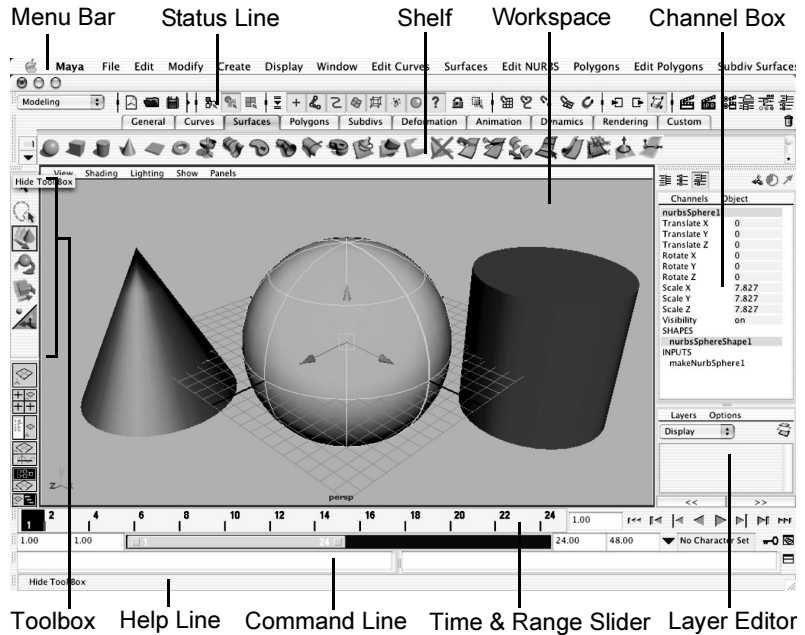 Menu Bar Status Line Shelf Workspace Channel Box
Maya File Edit Modify Create Display Window Edit Curves Surfaces Edit NURBS Polygons Edit Polygons Subdiv Surfaces
Modeling
General Curves Surfaces Polygons Subdivs Deformation Animation Dynamics Rendering Custom
View Shading Lighting Show Panels
Hide ToolBox
Channels Object
nurbsSphere1
Translate X 0
Translate Y 0
Translate Z 0
Rotate X 0
Rotate Y 0
Rotate Z 0
Scale X 7.827
Scale Y 7.827
Scale Z 7.827
Visibility on
SHAPES
nurbsSphereShape1
INPUTS
makeNurbSphere1
Layers Options
Display
<< >>
z x
persp
1 2 4 6 8 10 12 14 16 18 20 22 24 1.00
1.00 1.00 1 24 24.00 48.00 No Character Set
Hide ToolBox
Toolbox Help Line Command Line Time & Range Slider Layer Editor